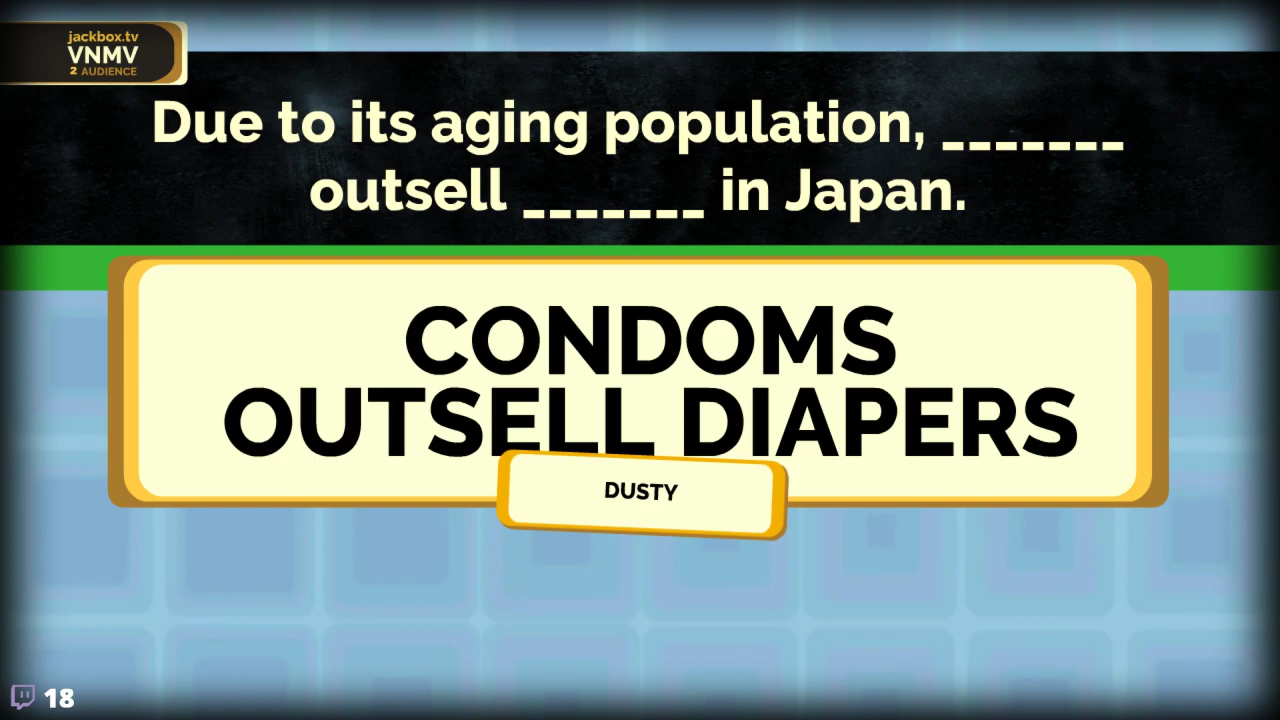 jackbox.tv
VNMV
2 AUDIENCE
Due to its aging population, _______
outsell _______ in Japan.
CONDOMS
OUTSELL DIAPERS
DUSTY
18